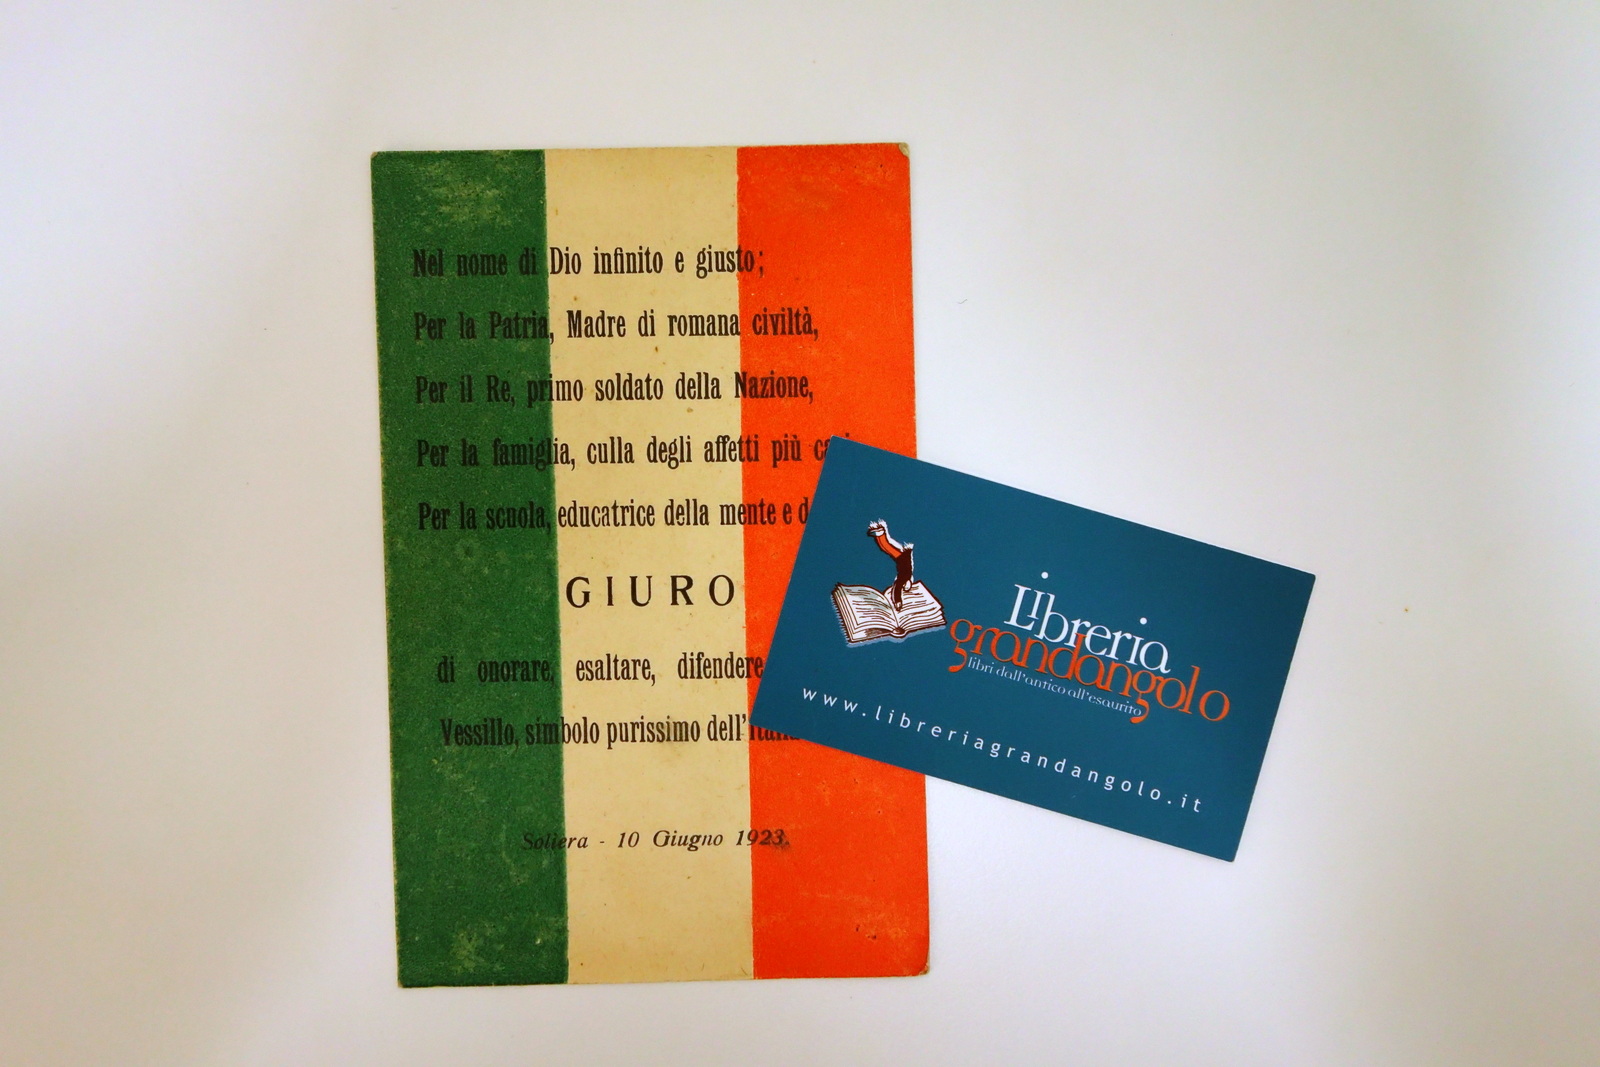 Nel nome di Dio infinito e giusto;
Per la Patria, Madre di romana civiltà,
Per il Re, primo soldato della Nazione,
Per la famiglia, culla degli affetti più
Per la scuola, educatrice della mente e
GIURO
di onorare, esaltare, difendere
Vessillo, simbolo purissimo dell'Italia
Soliera - 10 Giugno 1923.
Libreria
grandangolo
libri dall'antico all'esaurito
www.libreriagrandangolo.it